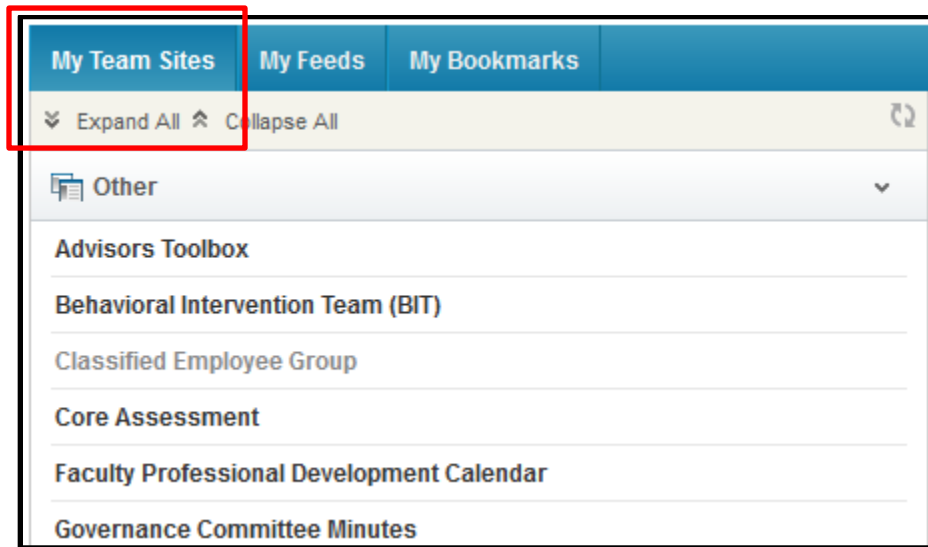 My Team Sites My Feeds My Bookmarks
Expand All Collapse All
Other
Advisors Toolbox
Behavioral Intervention Team (BIT)
Classified Employee Group
Core Assessment
Faculty Professional Development Calendar
Governance Committee Minutes